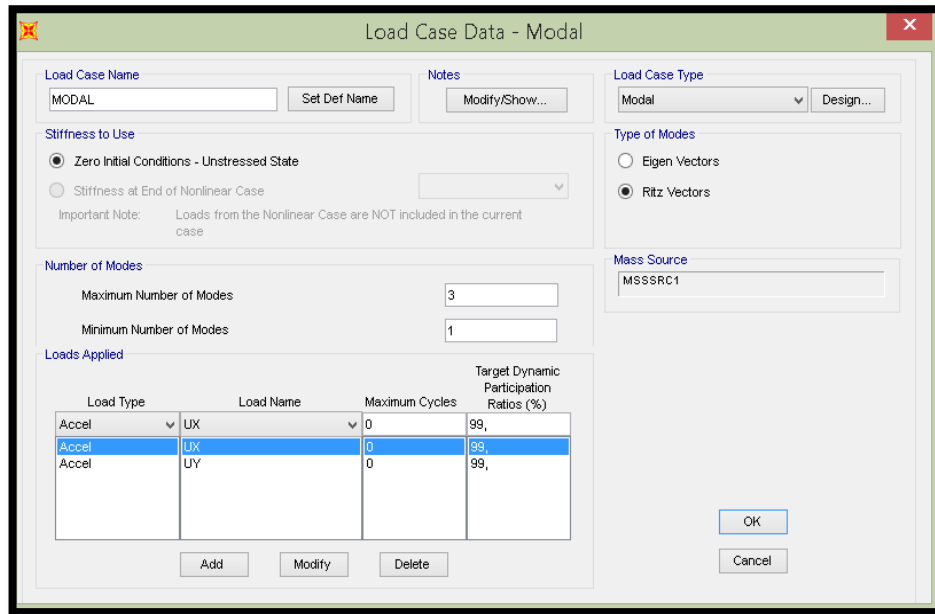 Load Case Data - Modal
Load Case Name
MODAL
Set Def Name
Notes
Modify/Show...
Load Case Type
Modal
Design...
Stiffness to Use
Zero Initial Conditions - Unstressed State
Stiffness at End of Nonlinear Case
Important Note: Loads from the Nonlinear Case are NOT included in the current
case
Type of Modes
Eigen Vectors
Ritz Vectors
Number of Modes
Maximum Number of Modes 3
Minimum Number of Modes 1
Mass Source
MSSSRC1
Loads Applied
Target Dynamic
Participation
Load Type Load Name Maximum Cycles Ratios (%)
Accel UX 0 99,
Accel UX 0 99,
Accel UY 0 99,
Add Modify Delete
OK
Cancel